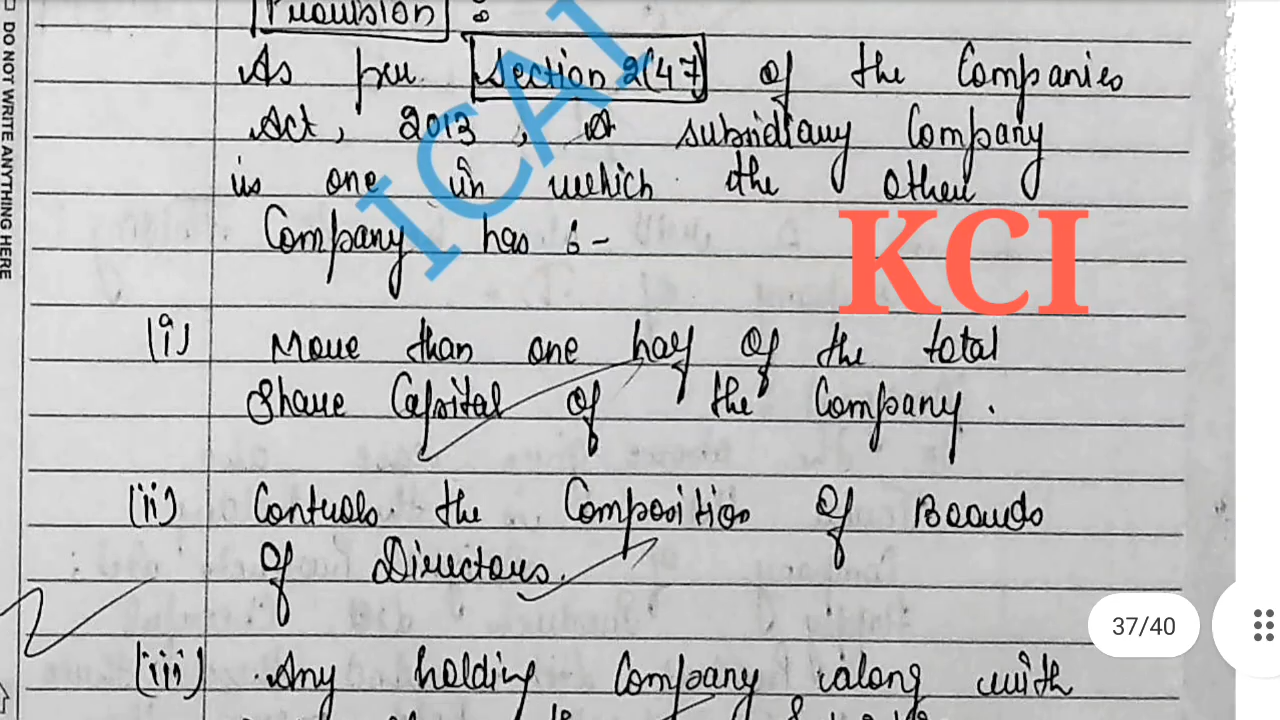 Provision :
As per Section 2(47) of the Companies
Act, 2013, A subsidiary Company
is one in which the other
Company has :-
(i) More than one half of the total
Share Capital of the Company.
(ii) Controls the Composition of Boards
of Directors.
(iii) Any holding Company along with
DO NOT WRITE ANYTHING HERE
ICAI
KCI
37/40